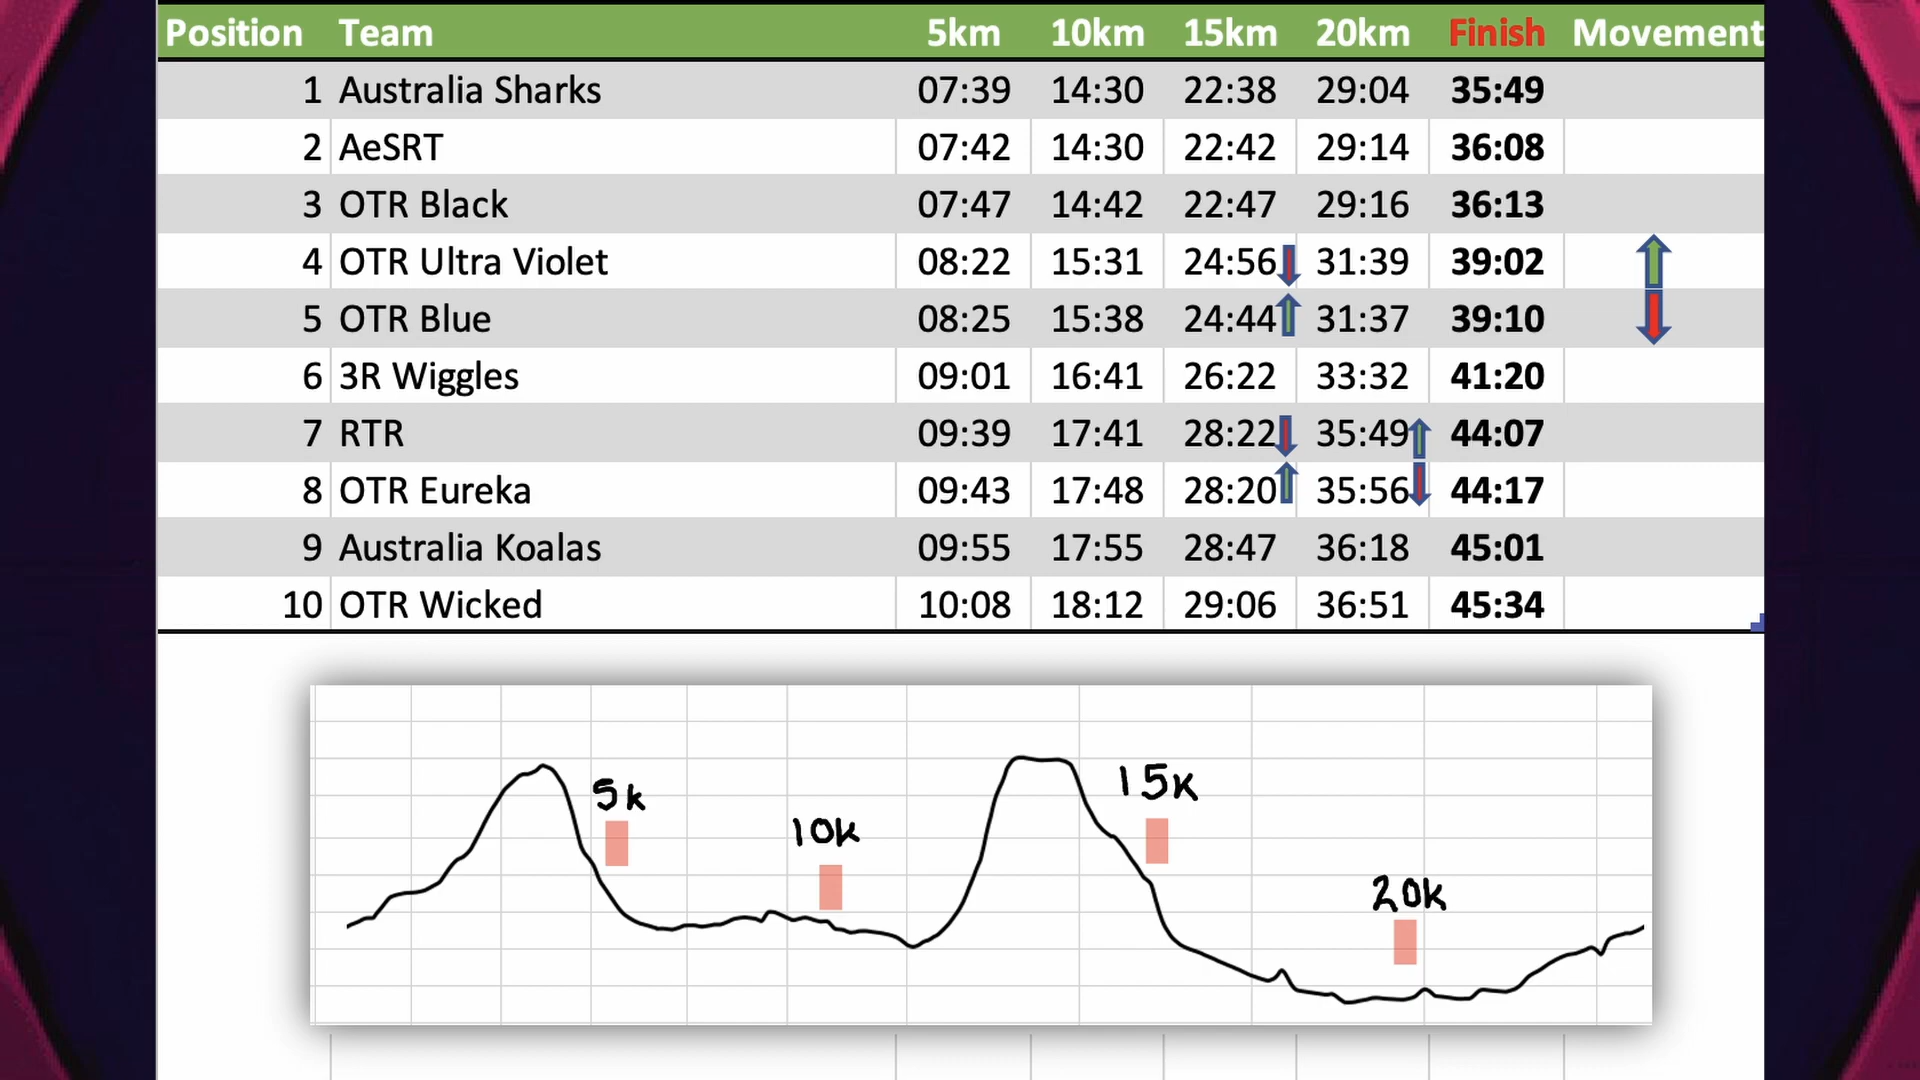 Position Team 5km 10km 15km 20km Finish Movement
1 Australia Sharks 07:39 14:30 22:38 29:04 35:49
2 AeSRT 07:42 14:30 22:42 29:14 36:08
3 OTR Black 07:47 14:42 22:47 29:16 36:13
4 OTR Ultra Violet 08:22 15:31 24:56 31:39 39:02
5 OTR Blue 08:25 15:38 24:44 31:37 39:10
6 3R Wiggles 09:01 16:41 26:22 33:32 41:20
7 RTR 09:39 17:41 28:22 35:49 44:07
8 OTR Eureka 09:43 17:48 28:20 35:56 44:17
9 Australia Koalas 09:55 17:55 28:47 36:18 45:01
10 OTR Wicked 10:08 18:12 29:06 36:51 45:34
5k
10k
15k
20k